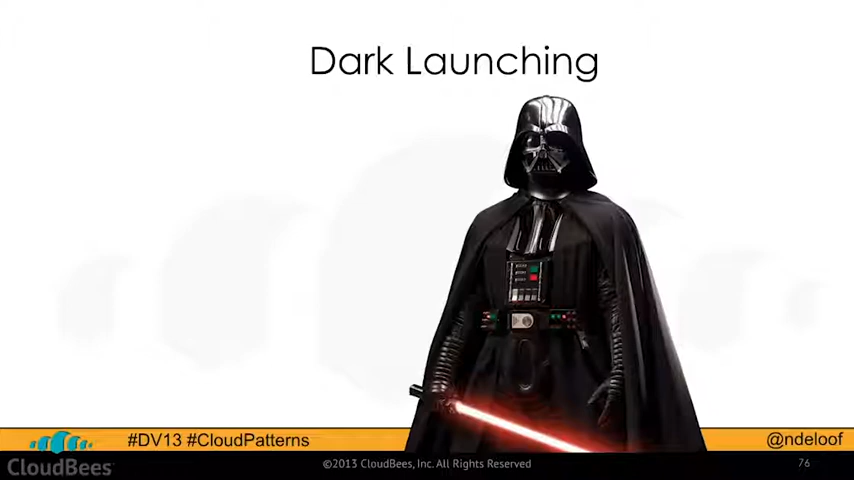 Dark Launching
#DV13 #CloudPatterns
@ndeloof
CloudBees
©2013 CloudBees, Inc. All Rights Reserved
76